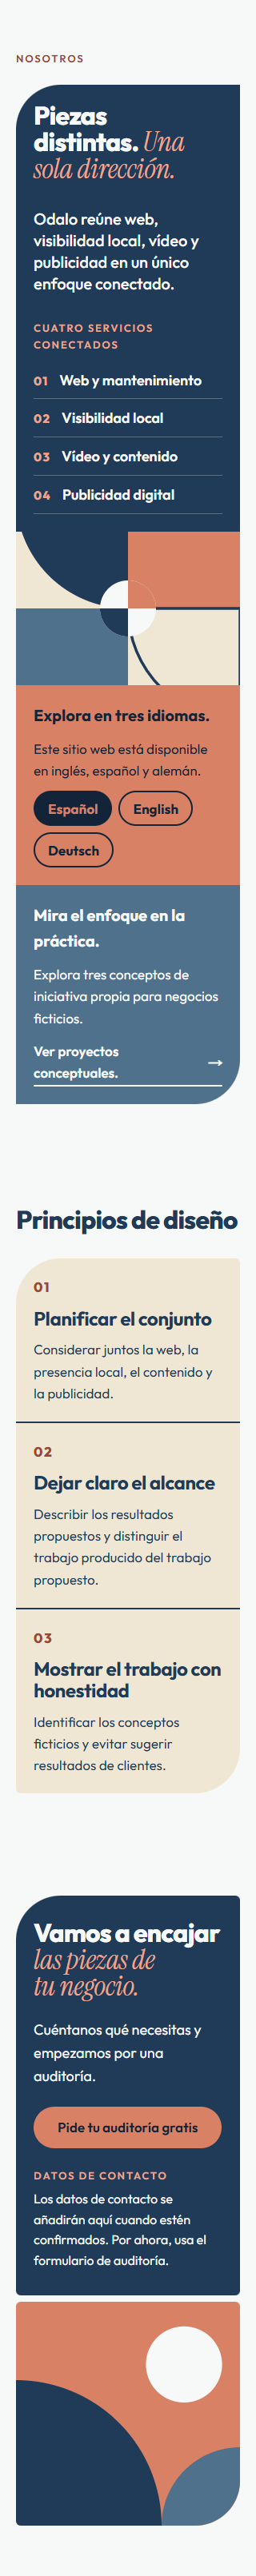 NOSOTROS
Piezas
distintas. Una
sola dirección.
Odalo reúne web,
visibilidad local, vídeo y
publicidad en un único
enfoque conectado.
CUATRO SERVICIOS
CONECTADOS
01 Web y mantenimiento
02 Visibilidad local
03 Vídeo y contenido
04 Publicidad digital
Explora en tres idiomas.
Este sitio web está disponible
en inglés, español y alemán.
Español English
Deutsch
Mira el enfoque en la
práctica.
Explora tres conceptos de
iniciativa propia para negocios
ficticios.
Ver proyectos
conceptuales. →
Principios de diseño
01
Planificar el conjunto
Considerar juntos la web, la
presencia local, el contenido y
la publicidad.
02
Dejar claro el alcance
Describir los resultados
propuestos y distinguir el
trabajo producido del trabajo
propuesto.
03
Mostrar el trabajo con
honestidad
Identificar los conceptos
ficticios y evitar sugerir
resultados de clientes.
Vamos a encajar
las piezas de
tu negocio.
Cuéntanos qué necesitas y
empezamos por una
auditoría.
Pide tu auditoría gratis
DATOS DE CONTACTO
Los datos de contacto se
añadirán aquí cuando estén
confirmados. Por ahora, usa el
formulario de auditoría.